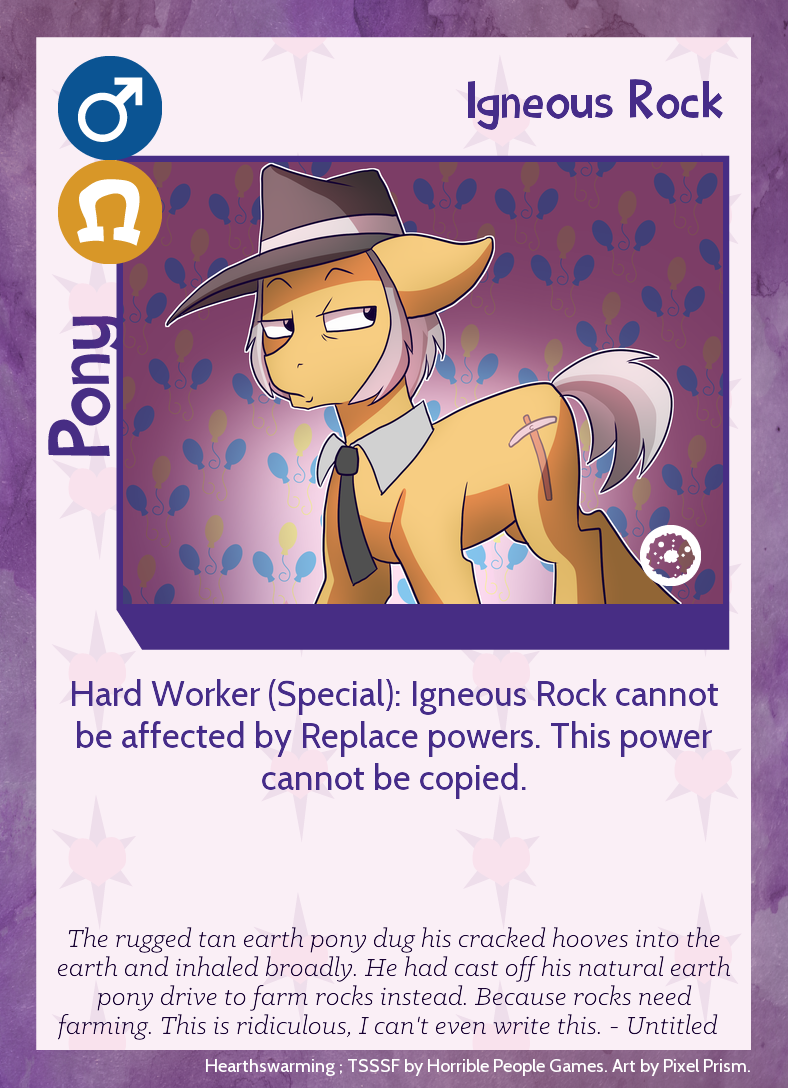 Igneous Rock
Pony
Hard Worker (Special): Igneous Rock cannot
be affected by Replace powers. This power
cannot be copied.
The rugged tan earth pony dug his cracked hooves into the
earth and inhaled broadly. He had cast off his natural earth
pony drive to farm rocks instead. Because rocks need
farming. This is ridiculous, I can't even write this. - Untitled
Hearthswarming ; TSSSF by Horrible People Games. Art by Pixel Prism.